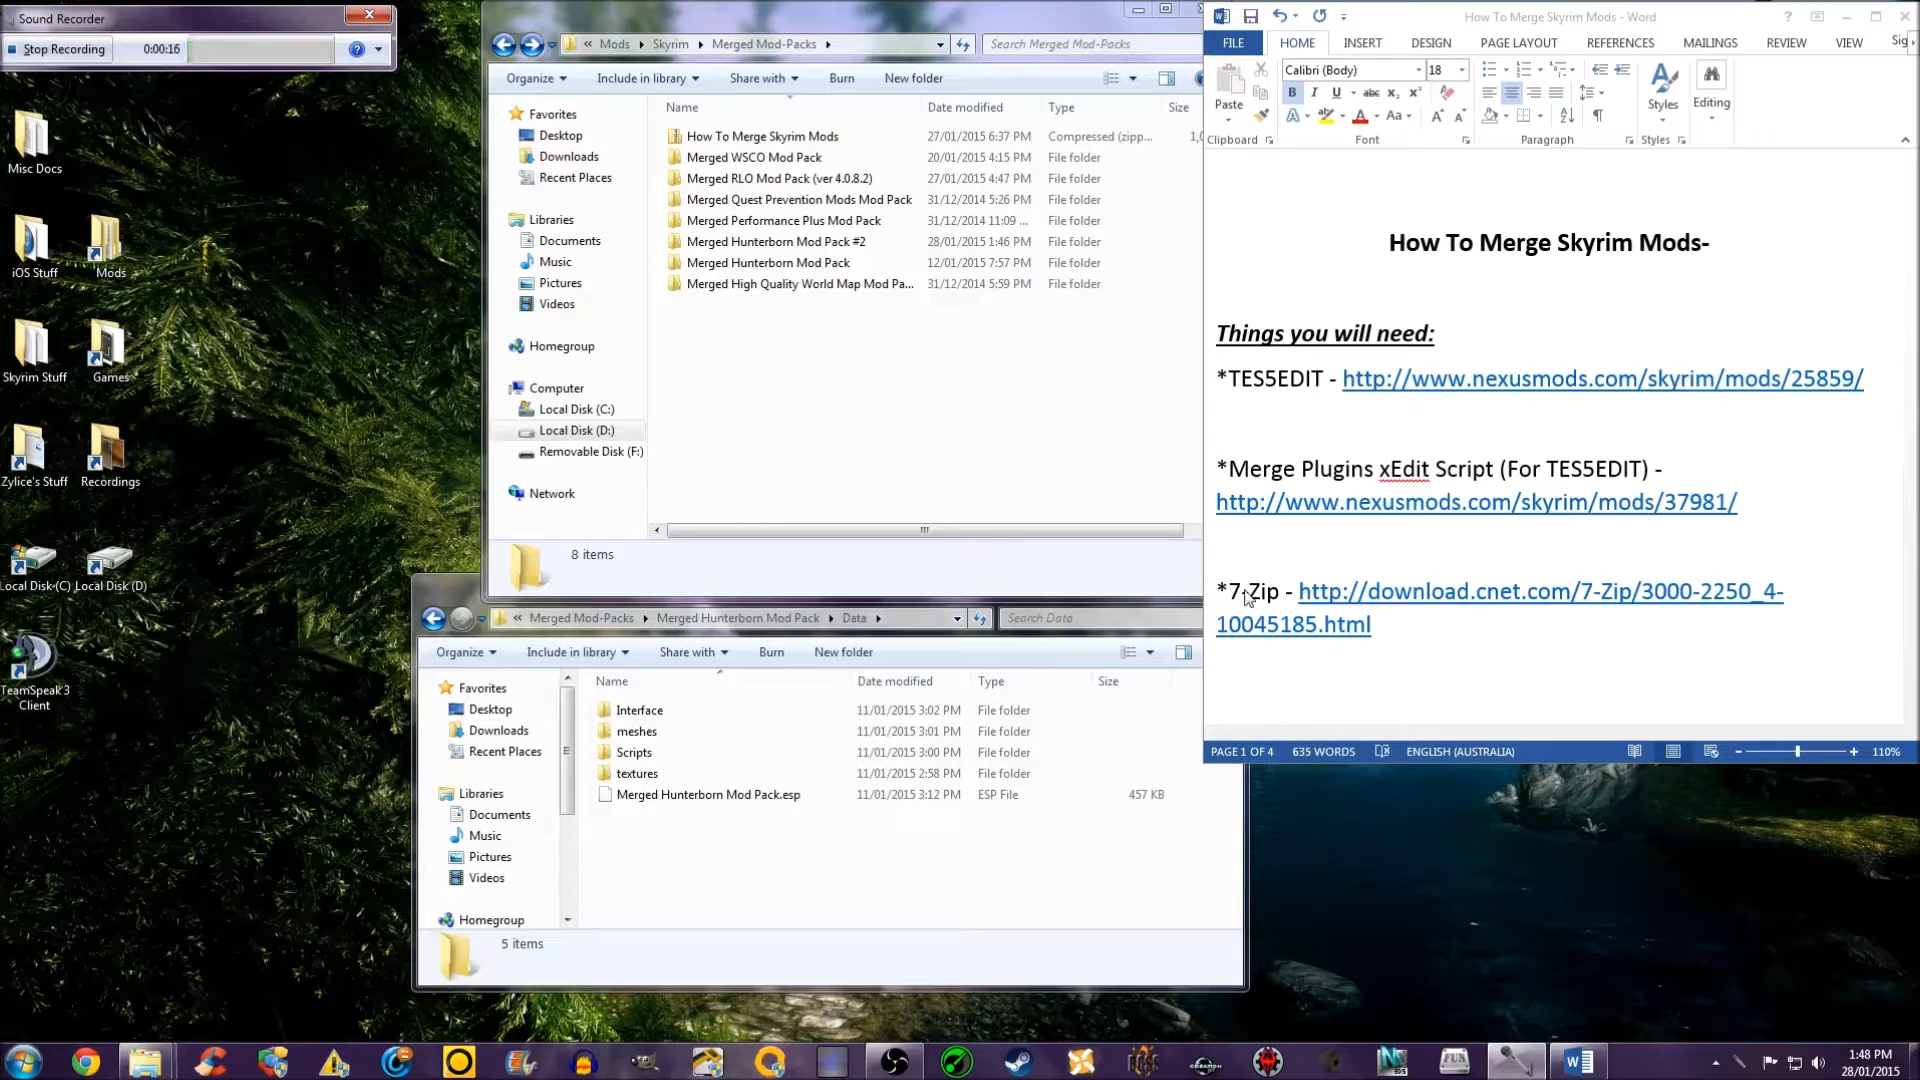 Sound Recorder
Stop Recording 0:00:16
Misc Docs
iOS Stuff Mods
Skyrim Stuff Games
Zylice's Stuff Recordings
Local Disk (C) Local Disk (D)
TeamSpeak 3
Client
« Mods Skyrim Merged Mod-Packs Search Merged Mod-Packs
Organize Include in library Share with Burn New folder
Favorites
Desktop
Downloads
Recent Places
Libraries
Documents
Music
Pictures
Videos
Homegroup
Computer
Local Disk (C:)
Local Disk (D:)
Removable Disk (F:)
Network
Name Date modified Type Size
How To Merge Skyrim Mods 27/01/2015 6:37 PM Compressed (zipp... 1,0
Merged WSCO Mod Pack 20/01/2015 4:15 PM File folder
Merged RLO Mod Pack (ver 4.0.8.2) 27/01/2015 4:47 PM File folder
Merged Quest Prevention Mods Mod Pack 31/12/2014 5:26 PM File folder
Merged Performance Plus Mod Pack 31/12/2014 11:09 ... File folder
Merged Hunterborn Mod Pack #2 28/01/2015 1:46 PM File folder
Merged Hunterborn Mod Pack 12/01/2015 7:57 PM File folder
Merged High Quality World Map Mod Pa... 31/12/2014 5:59 PM File folder
8 items
« Merged Mod-Packs Merged Hunterborn Mod Pack Data Search Data
Organize Include in library Share with Burn New folder
Favorites
Desktop
Downloads
Recent Places
Libraries
Documents
Music
Pictures
Videos
Homegroup
Name Date modified Type Size
Interface 11/01/2015 3:02 PM File folder
meshes 11/01/2015 3:01 PM File folder
Scripts 11/01/2015 3:00 PM File folder
textures 11/01/2015 2:58 PM File folder
Merged Hunterborn Mod Pack.esp 11/01/2015 3:12 PM ESP File 457 KB
5 items
How To Merge Skyrim Mods - Word
FILE HOME INSERT DESIGN PAGE LAYOUT REFERENCES MAILINGS REVIEW VIEW Sig
Calibri (Body) 18
Paste Styles Editing
Clipboard Font Paragraph Styles
How To Merge Skyrim Mods-
Things you will need:
*TES5EDIT - http://www.nexusmods.com/skyrim/mods/25859/
*Merge Plugins xEdit Script (For TES5EDIT) -
http://www.nexusmods.com/skyrim/mods/37981/
*7-Zip - http://download.cnet.com/7-Zip/3000-2250_4-
10045185.html
PAGE 1 OF 4 635 WORDS ENGLISH (AUSTRALIA) 110%
1:48 PM
28/01/2015